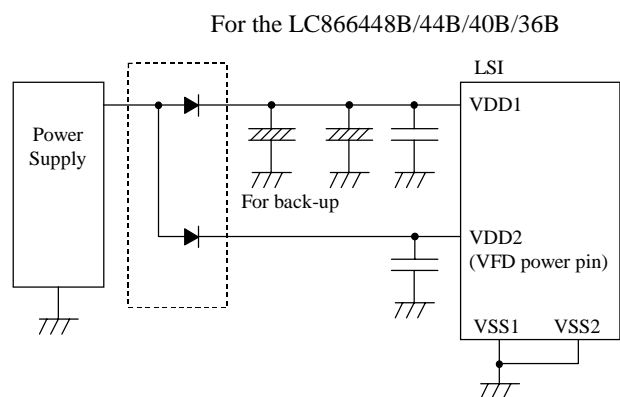 For the LC866448B/44B/40B/36B
LSI
Power
Supply
VDD1
For back-up
VDD2
(VFD power pin)
VSS1 VSS2